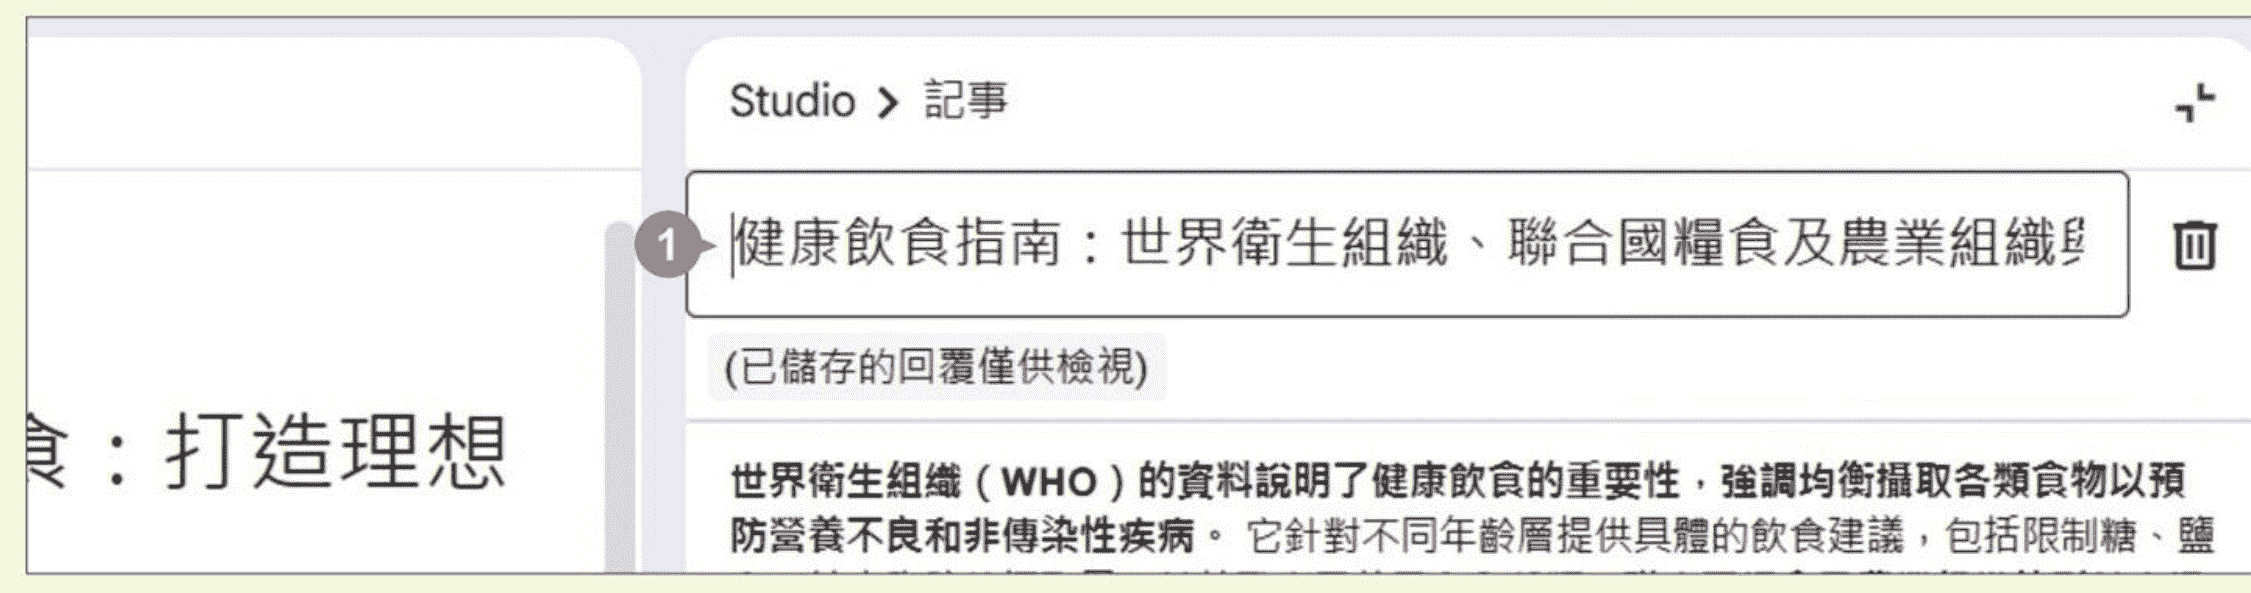 Studio > 記事
1
健康飲食指南：世界衛生組織、聯合國糧食及農業組織與
(已儲存的回覆僅供檢視)
食：打造理想
世界衛生組織（WHO）的資料說明了健康飲食的重要性，強調均衡攝取各類食物以預
防營養不良和非傳染性疾病。 它針對不同年齡層提供具體的飲食建議，包括限制糖、鹽